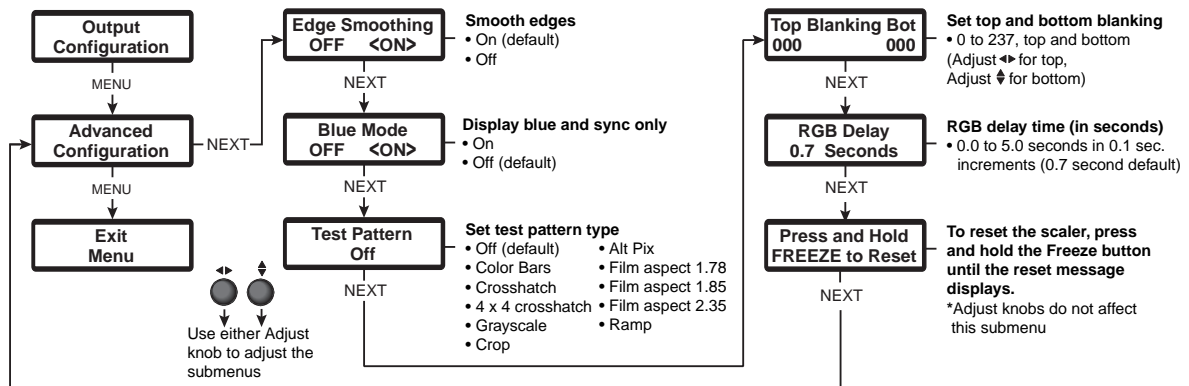 Output
Configuration
MENU
Advanced
Configuration
NEXT
MENU
Exit
Menu
Use either Adjust
knob to adjust the
submenus
Edge Smoothing
OFF <ON>
Smooth edges
• On (default)
• Off
NEXT
Blue Mode
OFF <ON>
Display blue and sync only
• On
• Off (default)
NEXT
Test Pattern
Off
Set test pattern type
• Off (default)
• Color Bars
• Crosshatch
• 4 x 4 crosshatch
• Grayscale
• Crop
• Alt Pix
• Film aspect 1.78
• Film aspect 1.85
• Film aspect 2.35
• Ramp
NEXT
Top Blanking Bot
000 000
Set top and bottom blanking
• 0 to 237, top and bottom
(Adjust ◂▸ for top,
Adjust ▴▾ for bottom)
NEXT
RGB Delay
0.7 Seconds
RGB delay time (in seconds)
• 0.0 to 5.0 seconds in 0.1 sec.
increments (0.7 second default)
NEXT
Press and Hold
FREEZE to Reset
To reset the scaler, press
and hold the Freeze button
until the reset message
displays.
*Adjust knobs do not affect
this submenu
NEXT